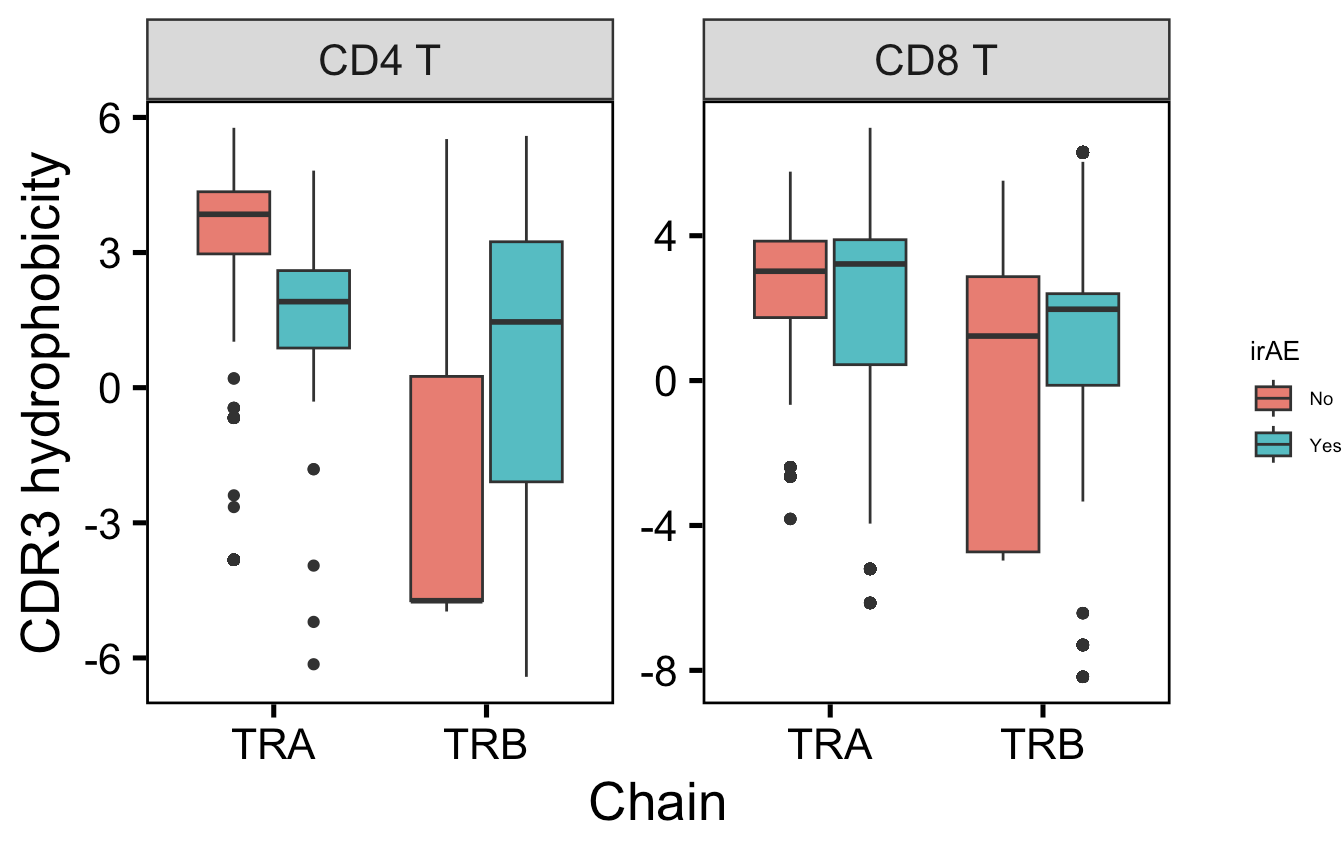 CD4 T
CD8 T
CDR3 hydrophobicity
6
3
0
-3
-6
4
0
-4
-8
TRA
TRB
TRA
TRB
Chain
irAE
No
Yes